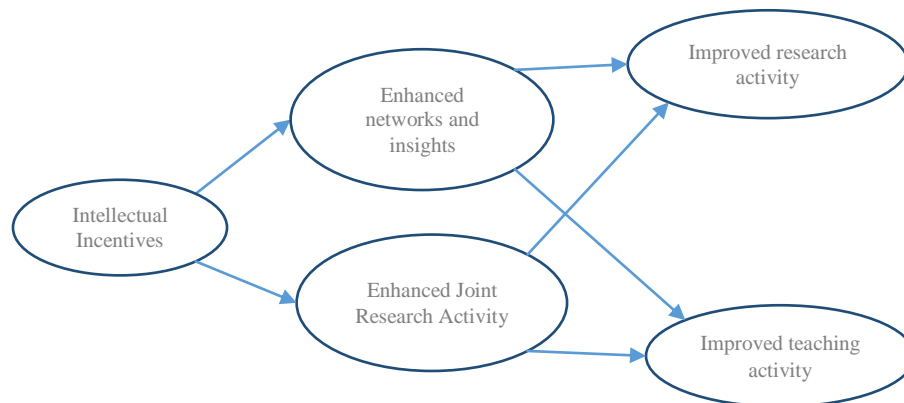 Improved research
activity
Enhanced
networks and
insights
Intellectual
Incentives
Enhanced Joint
Research Activity
Improved teaching
activity